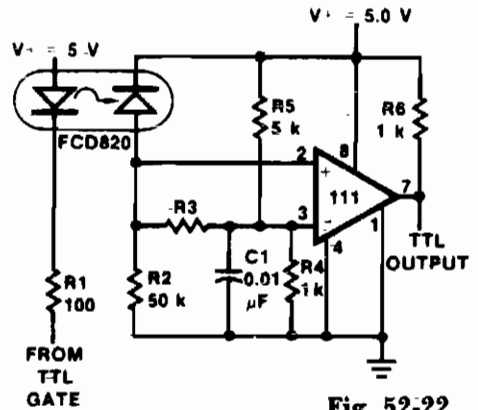 V+ = 5.0 V
V+ = 5 V
FCD820
R5
5 k
R6
1 k
2
+
8
111
7
3
-
4
1
R3
C1
0.01
µF
R4
1 k
R2
50 k
R1
100
TTL
OUTPUT
FROM
TTL
GATE
Fig. 52-22